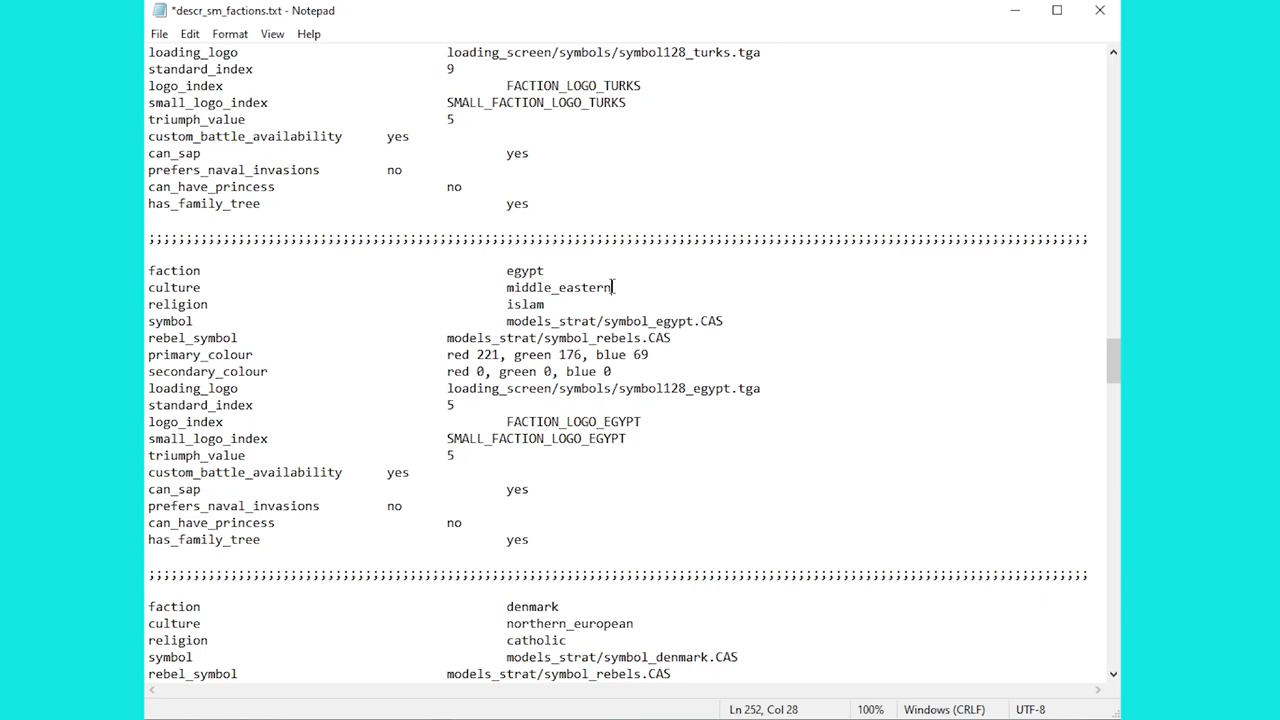 *descr_sm_factions.txt - Notepad
File Edit Format View Help
loading_logo loading_screen/symbols/symbol128_turks.tga
standard_index 9
logo_index FACTION_LOGO_TURKS
small_logo_index SMALL_FACTION_LOGO_TURKS
triumph_value 5
custom_battle_availability yes
can_sap yes
prefers_naval_invasions no
can_have_princess no
has_family_tree yes
;;;;;;;;;;;;;;;;;;;;;;;;;;;;;;;;;;;;;;;;;;;;;;;;;;;;;;;;;;;;;;;;;;;;;;;;;;;;;;;;;;;;;;;;;;;;;;;;;;;;;;;;;;;;;;;;;;;;;;;;;;;;;;
faction egypt
culture middle_eastern
religion islam
symbol models_strat/symbol_egypt.CAS
rebel_symbol models_strat/symbol_rebels.CAS
primary_colour red 221, green 176, blue 69
secondary_colour red 0, green 0, blue 0
loading_logo loading_screen/symbols/symbol128_egypt.tga
standard_index 5
logo_index FACTION_LOGO_EGYPT
small_logo_index SMALL_FACTION_LOGO_EGYPT
triumph_value 5
custom_battle_availability yes
can_sap yes
prefers_naval_invasions no
can_have_princess no
has_family_tree yes
;;;;;;;;;;;;;;;;;;;;;;;;;;;;;;;;;;;;;;;;;;;;;;;;;;;;;;;;;;;;;;;;;;;;;;;;;;;;;;;;;;;;;;;;;;;;;;;;;;;;;;;;;;;;;;;;;;;;;;;;;;;;;;
faction denmark
culture northern_european
religion catholic
symbol models_strat/symbol_denmark.CAS
rebel_symbol models_strat/symbol_rebels.CAS
Ln 252, Col 28 100% Windows (CRLF) UTF-8